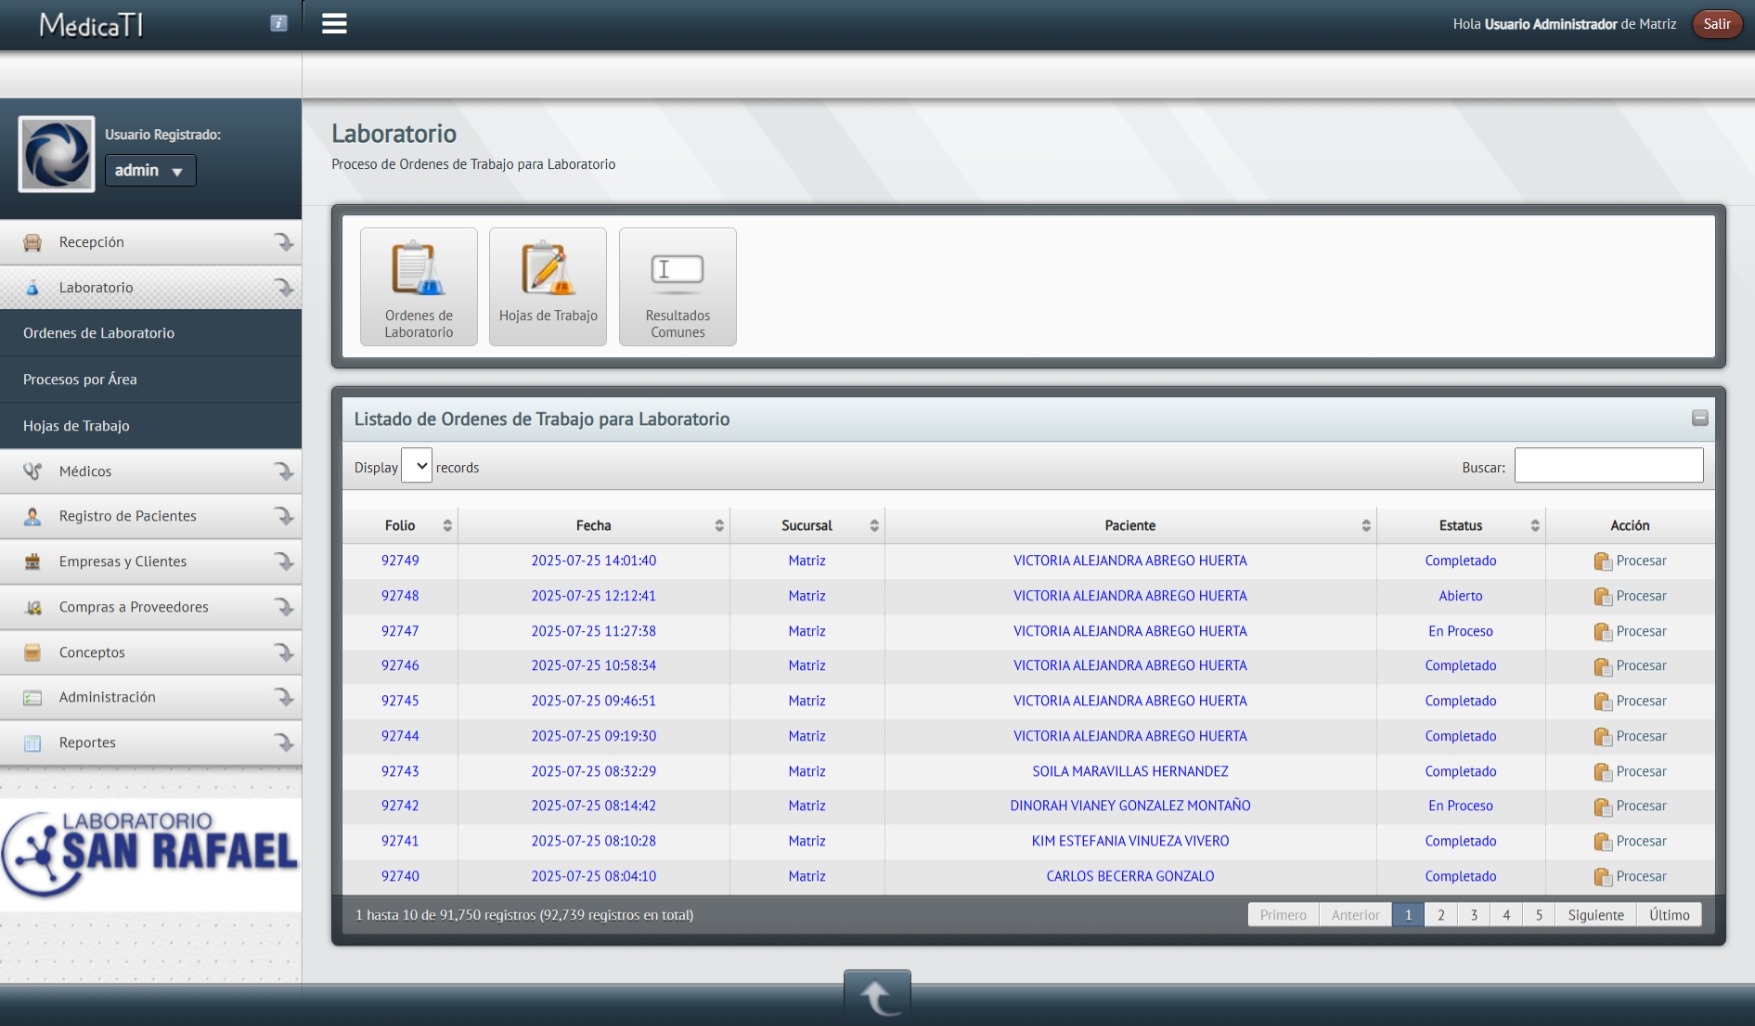 MédicaTI
Hola Usuario Administrador de Matriz
Salir
Usuario Registrado:
admin
Recepción
Laboratorio
Ordenes de Laboratorio
Procesos por Área
Hojas de Trabajo
Médicos
Registro de Pacientes
Empresas y Clientes
Compras a Proveedores
Conceptos
Administración
Reportes
LABORATORIO
SAN RAFAEL
Laboratorio
Proceso de Ordenes de Trabajo para Laboratorio
Ordenes de
Laboratorio
Hojas de Trabajo
Resultados
Comunes
Listado de Ordenes de Trabajo para Laboratorio
Display records
Buscar:
Folio Fecha Sucursal Paciente Estatus Acción
92749 2025-07-25 14:01:40 Matriz VICTORIA ALEJANDRA ABREGO HUERTA Completado Procesar
92748 2025-07-25 12:12:41 Matriz VICTORIA ALEJANDRA ABREGO HUERTA Abierto Procesar
92747 2025-07-25 11:27:38 Matriz VICTORIA ALEJANDRA ABREGO HUERTA En Proceso Procesar
92746 2025-07-25 10:58:34 Matriz VICTORIA ALEJANDRA ABREGO HUERTA Completado Procesar
92745 2025-07-25 09:46:51 Matriz VICTORIA ALEJANDRA ABREGO HUERTA Completado Procesar
92744 2025-07-25 09:19:30 Matriz VICTORIA ALEJANDRA ABREGO HUERTA Completado Procesar
92743 2025-07-25 08:32:29 Matriz SOILA MARAVILLAS HERNANDEZ Completado Procesar
92742 2025-07-25 08:14:42 Matriz DINORAH VIANEY GONZALEZ MONTAÑO En Proceso Procesar
92741 2025-07-25 08:10:28 Matriz KIM ESTEFANIA VINUEZA VIVERO Completado Procesar
92740 2025-07-25 08:04:10 Matriz CARLOS BECERRA GONZALO Completado Procesar
1 hasta 10 de 91,750 registros (92,739 registros en total)
Primero Anterior 1 2 3 4 5 Siguiente Último